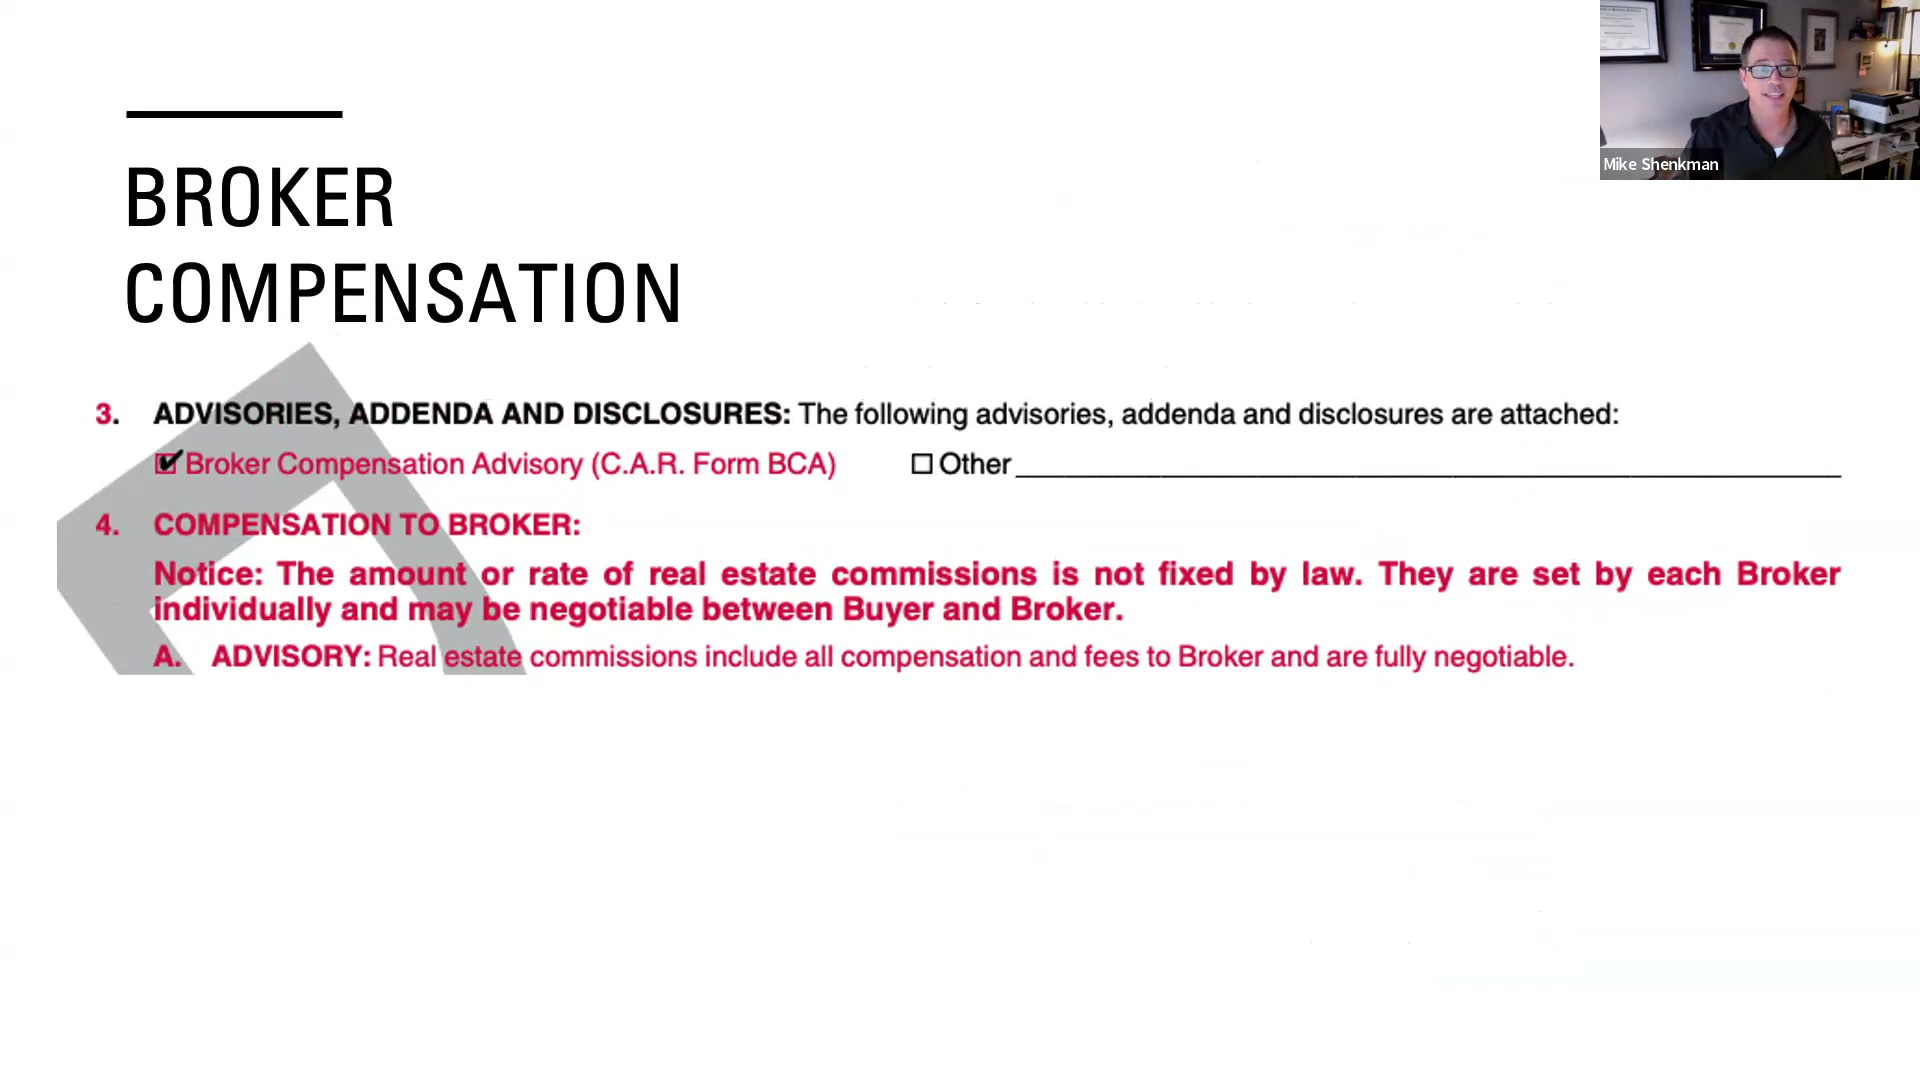 Mike Shenkman
BROKER
COMPENSATION
3. ADVISORIES, ADDENDA AND DISCLOSURES: The following advisories, addenda and disclosures are attached:
Broker Compensation Advisory (C.A.R. Form BCA) Other
4. COMPENSATION TO BROKER:
Notice: The amount or rate of real estate commissions is not fixed by law. They are set by each Broker
individually and may be negotiable between Buyer and Broker.
A. ADVISORY: Real estate commissions include all compensation and fees to Broker and are fully negotiable.